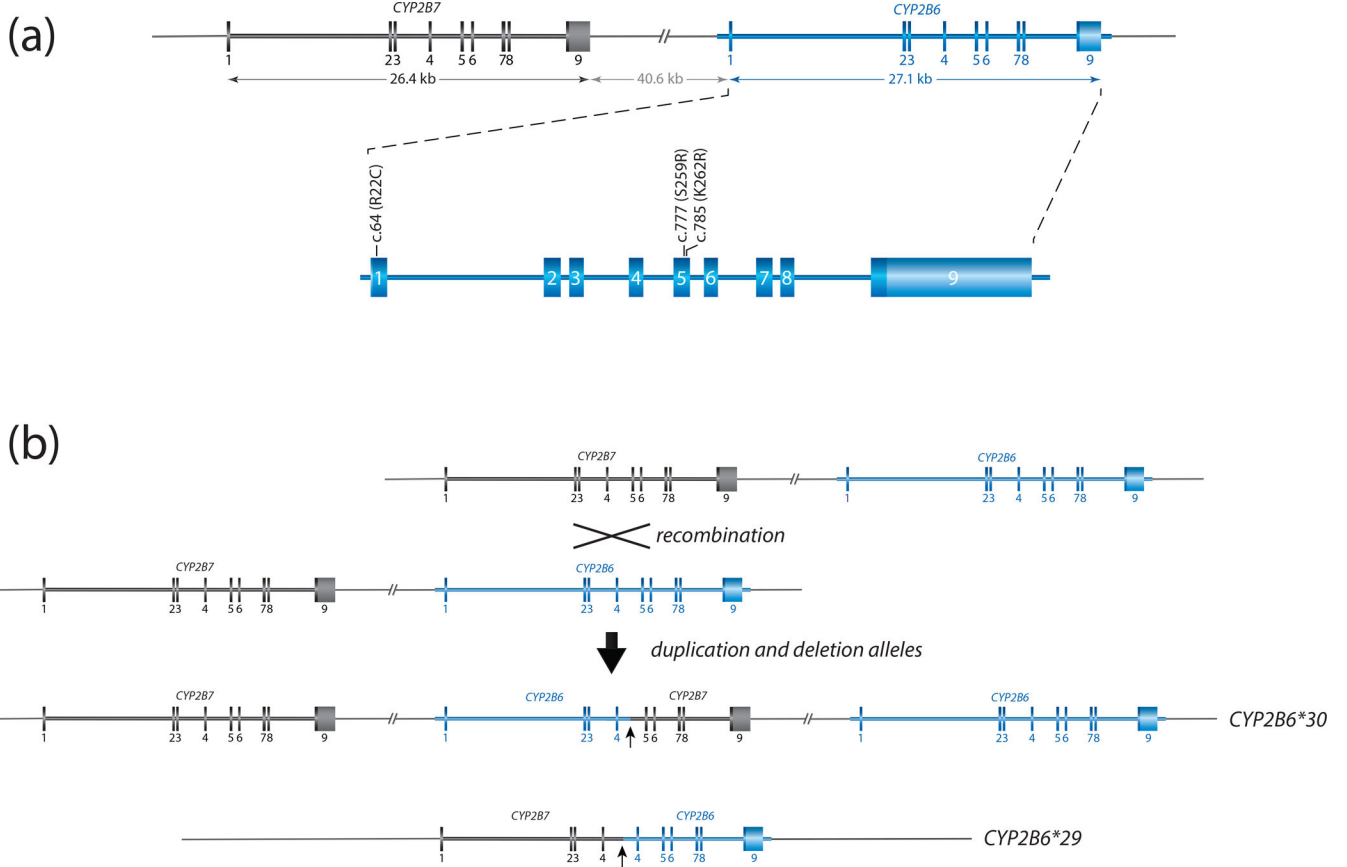 (a)
CYP2B7 CYP2B6
1 23 4 5 6 78 9 1 23 4 5 6 78 9
26.4 kb 40.6 kb 27.1 kb
c.64 (R22C)
c.777 (S259R)
c.785 (K262R)
1 2 3 4 5 6 7 8 9
(b)
CYP2B7 CYP2B6
1 23 4 56 78 9 1 23 4 56 78 9
recombination
CYP2B7 CYP2B6
1 23 4 56 78 9 1 23 4 56 78 9
duplication and deletion alleles
CYP2B7 CYP2B6 CYP2B7 CYP2B6
1 23 4 56 78 9 1 23 4 56 78 9 1 23 4 56 78 9
CYP2B6*30
CYP2B7 CYP2B6
1 23 4 4 56 78 9
CYP2B6*29